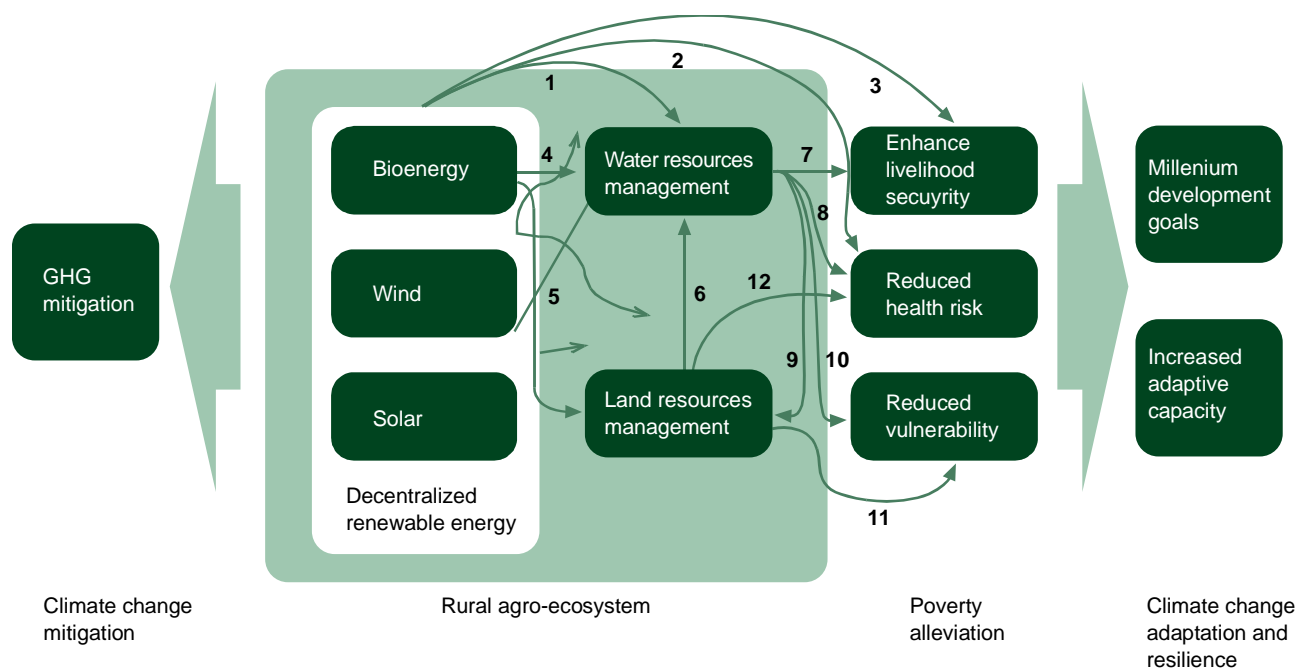 1
2
3
Bioenergy
4
Water resources
management
7
Enhance
livelihood
secuyrity
8
Millenium
development
goals
GHG
mitigation
Wind
5
6
12
Reduced
health risk
9
10
Solar
Land resources
management
Reduced
vulnerability
Increased
adaptive
capacity
Decentralized
renewable energy
11
Climate change
mitigation
Rural agro-ecosystem
Poverty
alleviation
Climate change
adaptation and
resilience